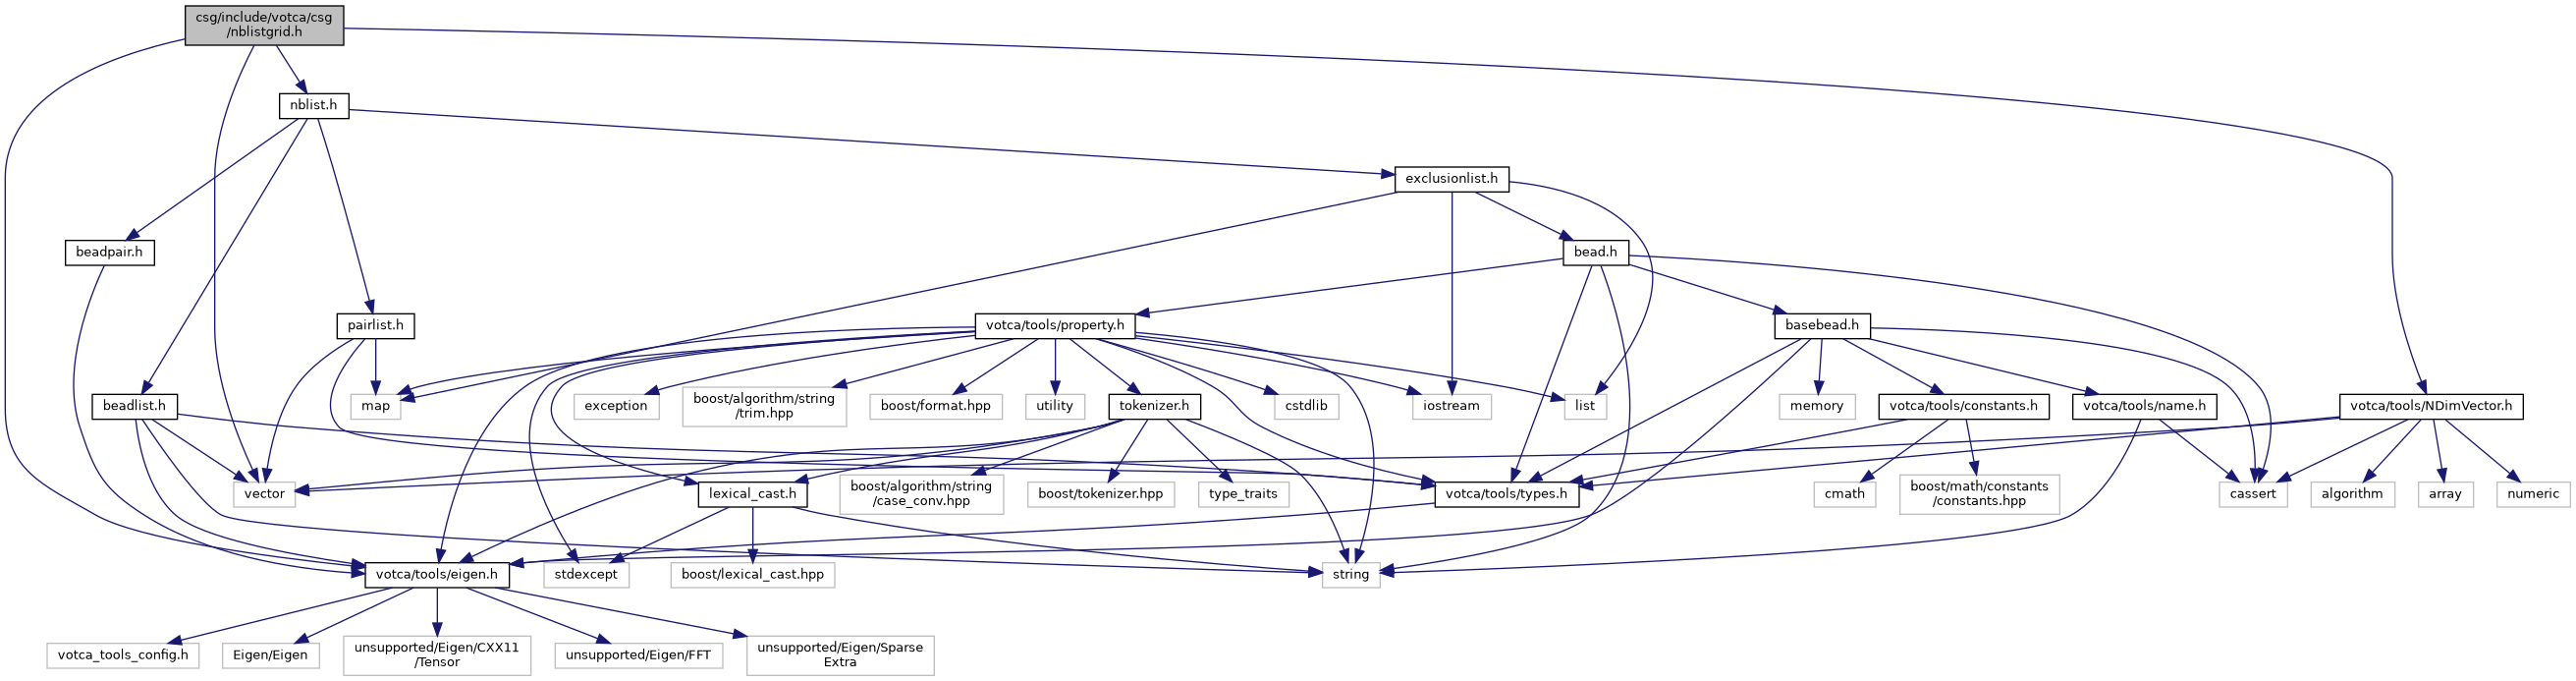 csg/include/votca/csg
/nblistgrid.h
nblist.h
exclusionlist.h
beadpair.h
bead.h
pairlist.h
votca/tools/property.h
basebead.h
beadlist.h
map
exception
boost/algorithm/string
/trim.hpp
boost/format.hpp
utility
tokenizer.h
cstdlib
iostream
list
memory
votca/tools/constants.h
votca/tools/name.h
votca/tools/NDimVector.h
vector
lexical_cast.h
boost/algorithm/string
/case_conv.hpp
boost/tokenizer.hpp
type_traits
votca/tools/types.h
cmath
boost/math/constants
/constants.hpp
cassert
algorithm
array
numeric
votca/tools/eigen.h
stdexcept
boost/lexical_cast.hpp
string
votca_tools_config.h
Eigen/Eigen
unsupported/Eigen/CXX11
/Tensor
unsupported/Eigen/FFT
unsupported/Eigen/Sparse
Extra